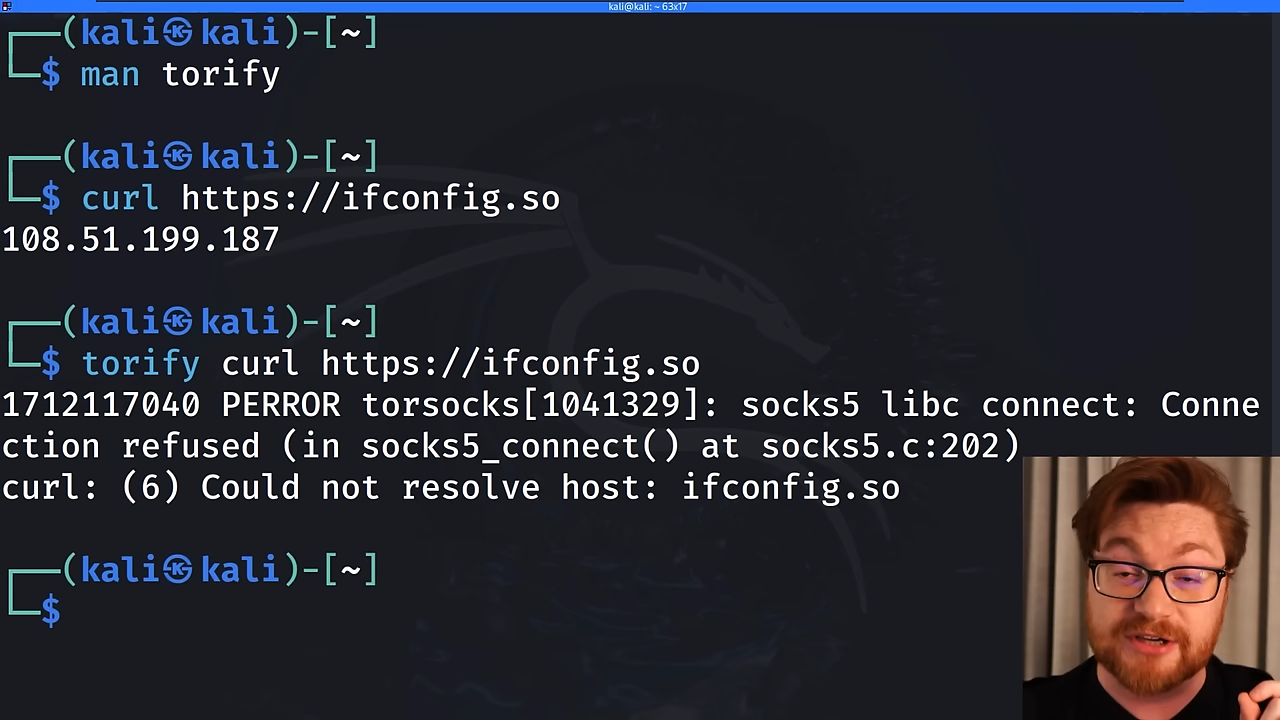 kali@kali: ~ 63x17
┌──(kali㉿kali)-[~]
└─$ man torify
┌──(kali㉿kali)-[~]
└─$ curl https://ifconfig.so
108.51.199.187
┌──(kali㉿kali)-[~]
└─$ torify curl https://ifconfig.so
1712117040 PERROR torsocks[1041329]: socks5 libc connect: Conne
ction refused (in socks5_connect() at socks5.c:202)
curl: (6) Could not resolve host: ifconfig.so
┌──(kali㉿kali)-[~]
└─$